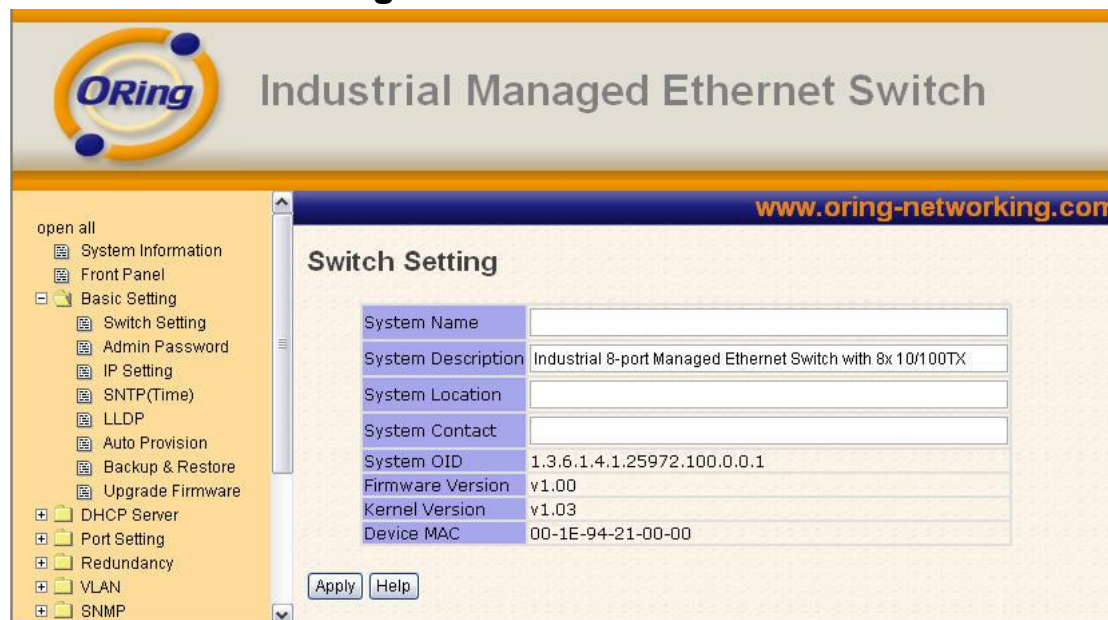 g
ORing
Industrial Managed Ethernet Switch
www.oring-networking.com
open all
System Information
Front Panel
Basic Setting
Switch Setting
Admin Password
IP Setting
SNTP(Time)
LLDP
Auto Provision
Backup & Restore
Upgrade Firmware
DHCP Server
Port Setting
Redundancy
VLAN
SNMP
Switch Setting
System Name
System Description Industrial 8-port Managed Ethernet Switch with 8x 10/100TX
System Location
System Contact
System OID 1.3.6.1.4.1.25972.100.0.0.1
Firmware Version v1.00
Kernel Version v1.03
Device MAC 00-1E-94-21-00-00
Apply Help